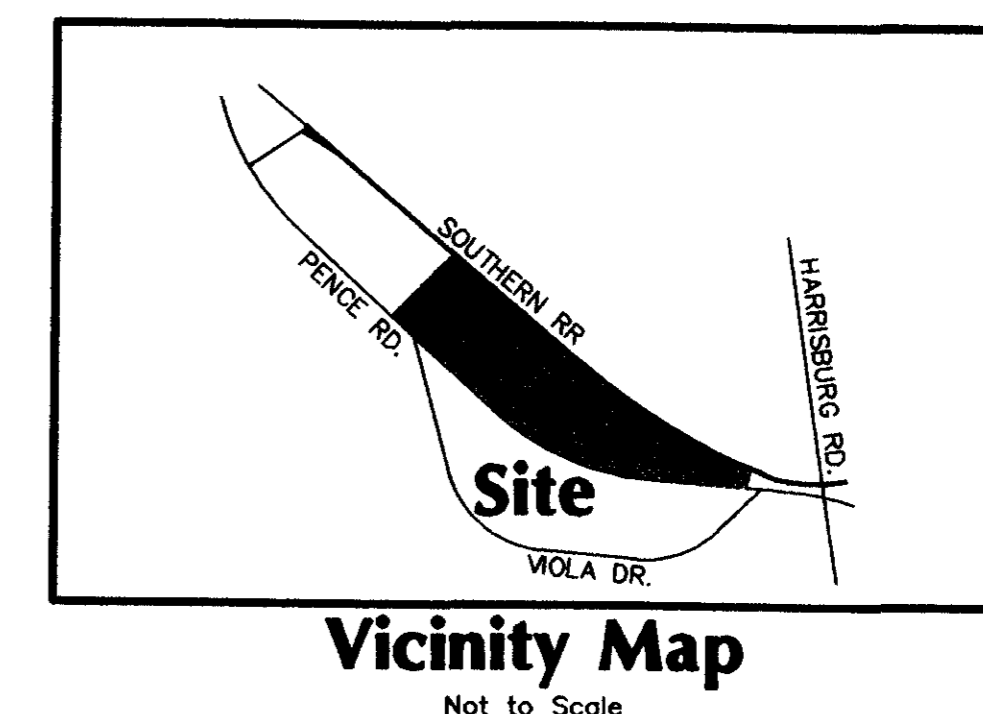 SOUTHERN RR
PENCE RD.
HARRISBURG RD.
Site
VIOLA DR.
Vicinity Map
Not to Scale